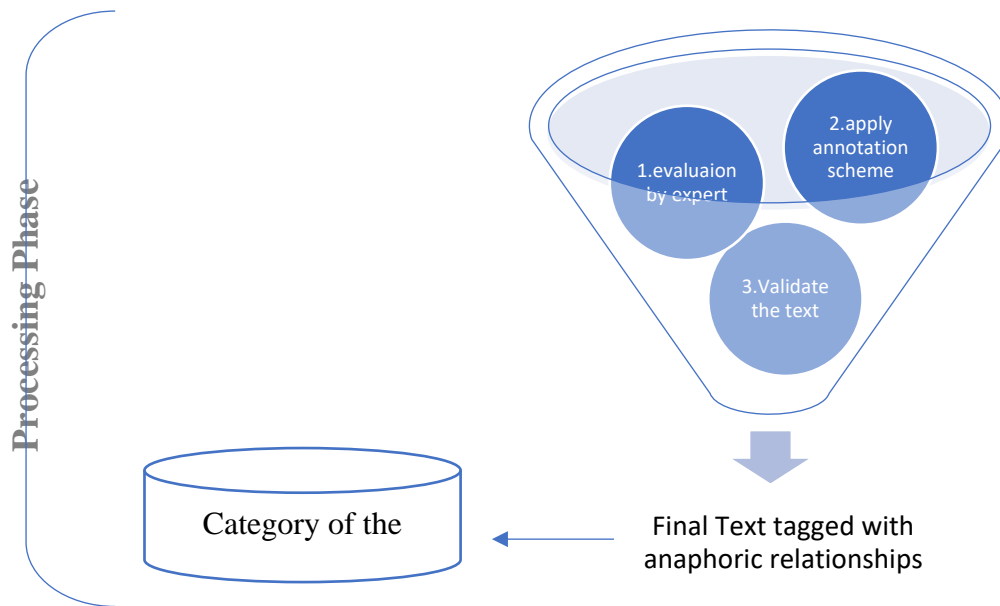 Processing Phase
1.evaluaion
by expert
2.apply
annotation
scheme
3.Validate
the text
Final Text tagged with
anaphoric relationships
Category of the